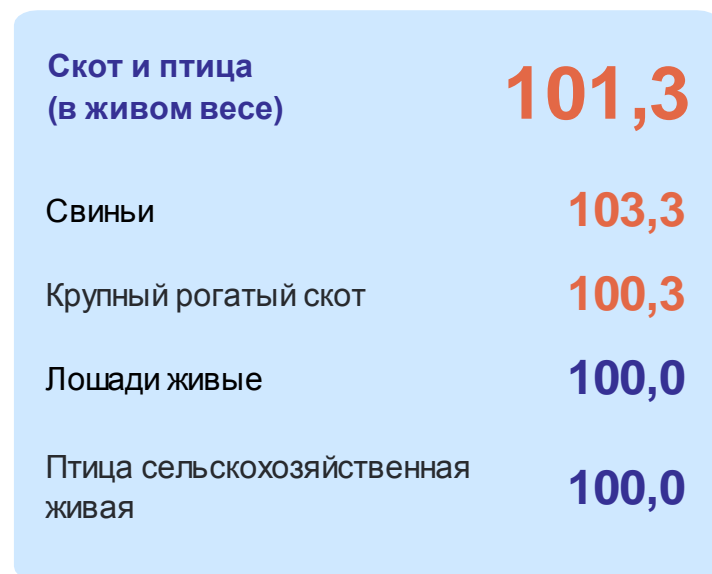 Скот и птица
(в живом весе)
101,3
Свиньи 103,3
Крупный рогатый скот 100,3
Лошади живые 100,0
Птица сельскохозяйственная
живая
100,0